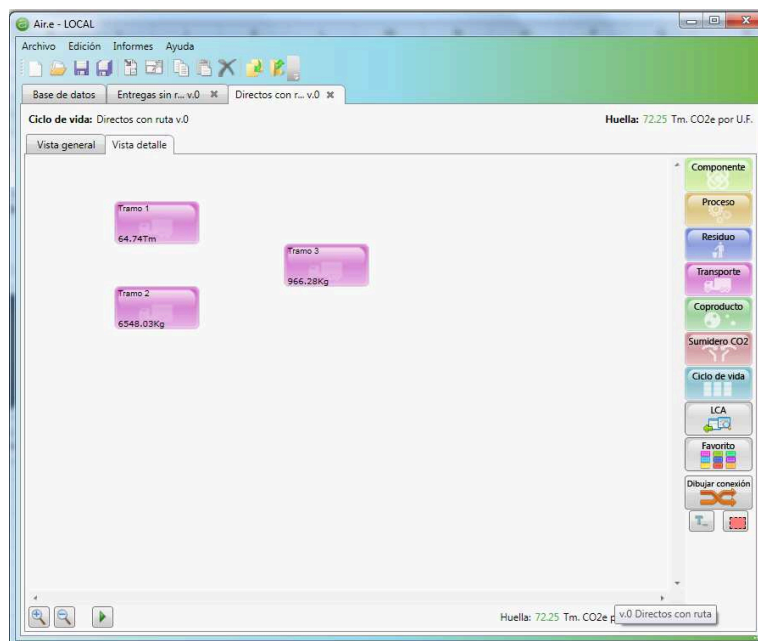 Air.e - LOCAL
Archivo Edición Informes Ayuda
Base de datos Entregas sin r... v.0 Directos con r... v.0
Ciclo de vida: Directos con ruta v.0 Huella: 72.25 Tm. CO2e por U.F.
Vista general Vista detalle
Componente
Proceso
Residuo
Transporte
Coproducto
Sumidero CO2
Ciclo de vida
LCA
Favorito
Dibujar conexión
T...
Tramo 1
64.74Tm
Tramo 3
966.28Kg
Tramo 2
6548.03Kg
Huella: 72.25 Tm. CO2e p
v.0 Directos con ruta